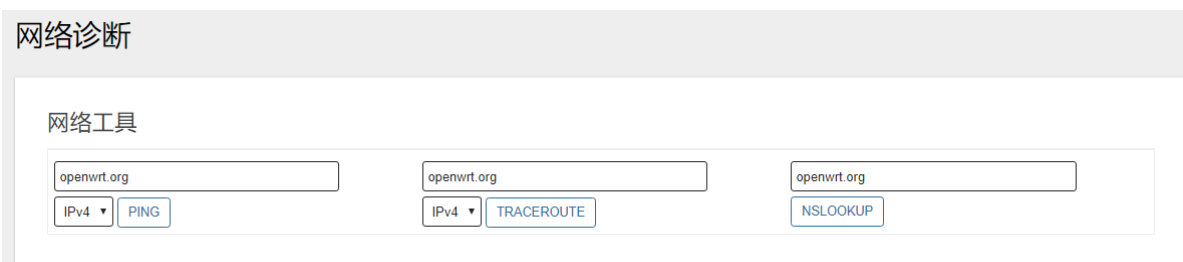 网络诊断
网络工具
openwrt.org openwrt.org openwrt.org
IPv4 PING IPv4 TRACEROUTE NSLOOKUP